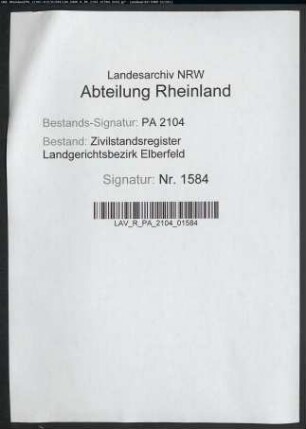 Landesarchiv NRW
Abteilung Rheinland
Bestands-Signatur: PA 2104
Bestand: Zivilstandsregister
Landgerichtsbezirk Elberfeld
Signatur: Nr. 1584
LAV_R_PA_2104_01584